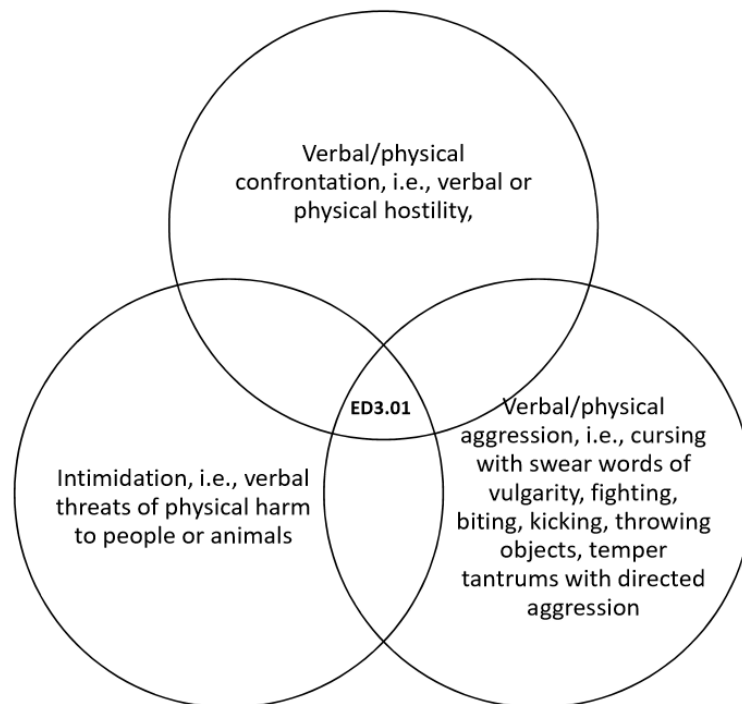 Verbal/physical
confrontation, i.e., verbal or
physical hostility,
ED3.01
Intimidation, i.e., verbal
threats of physical harm
to people or animals
Verbal/physical
aggression, i.e., cursing
with swear words of
vulgarity, fighting,
biting, kicking, throwing
objects, temper
tantrums with directed
aggression